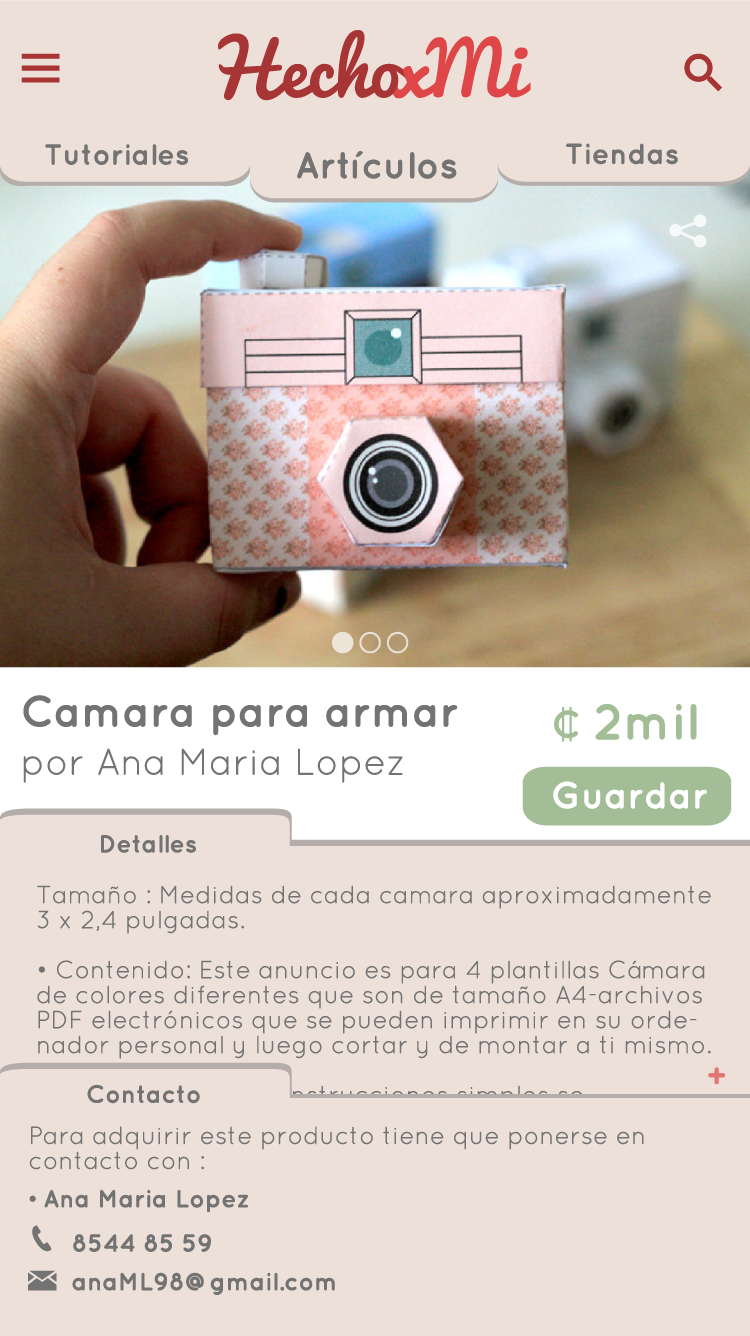 HechoxMi
Tutoriales
Artículos
Tiendas
Camara para armar
por Ana Maria Lopez
₵ 2mil
Guardar
Detalles
Tamaño : Medidas de cada camara aproximadamente
3 x 2,4 pulgadas.
• Contenido: Este anuncio es para 4 plantillas Cámara
de colores diferentes que son de tamaño A4-archivos
PDF electrónicos que se pueden imprimir en su orde-
nador personal y luego cortar y de montar a ti mismo.
nstrucciones simples se
Contacto
Para adquirir este producto tiene que ponerse en
contacto con :
• Ana Maria Lopez
8544 85 59
anaML98@gmail.com